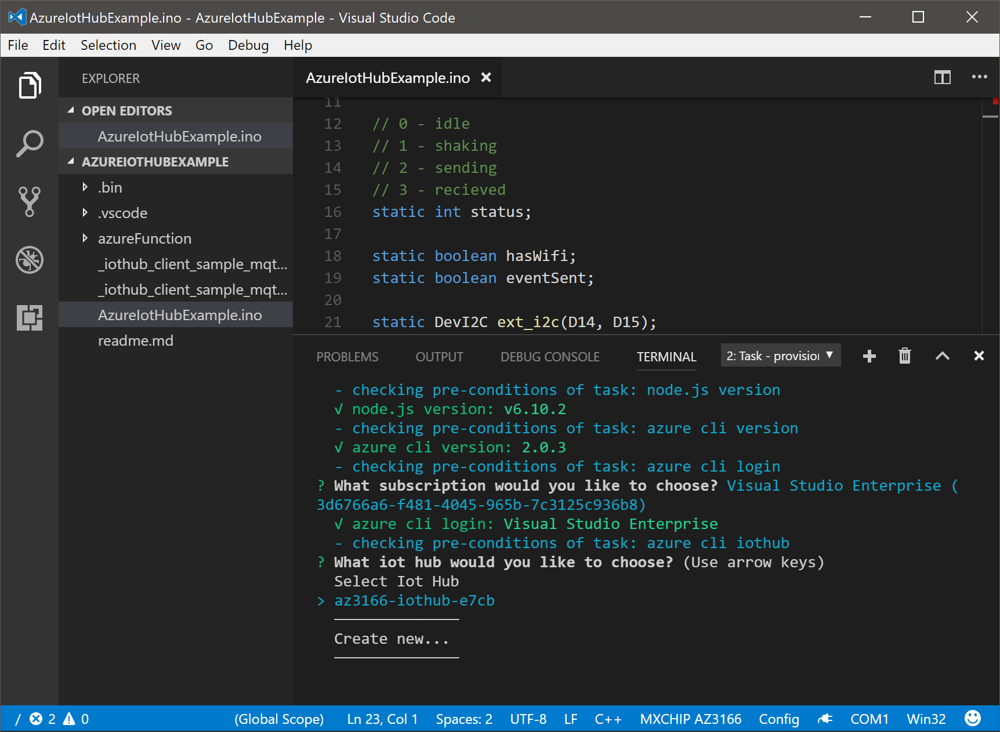 AzureIotHubExample.ino - AzureIotHubExample - Visual Studio Code
File Edit Selection View Go Debug Help
EXPLORER
OPEN EDITORS
AzureIotHubExample.ino
AZUREIOTHUBEXAMPLE
.bin
.vscode
azureFunction
_iothub_client_sample_mqt...
_iothub_client_sample_mqt...
AzureIotHubExample.ino
readme.md
AzureIotHubExample.ino
11
12 // 0 - idle
13 // 1 - shaking
14 // 2 - sending
15 // 3 - recieved
16 static int status;
17
18 static boolean hasWifi;
19 static boolean eventSent;
20
21 static DevI2C ext_i2c(D14, D15);
PROBLEMS OUTPUT DEBUG CONSOLE TERMINAL 2: Task - provision
- checking pre-conditions of task: node.js version
√ node.js version: v6.10.2
- checking pre-conditions of task: azure cli version
√ azure cli version: 2.0.3
- checking pre-conditions of task: azure cli login
? What subscription would you like to choose? Visual Studio Enterprise (
3d6766a6-f481-4045-965b-7c3125c936b8)
√ azure cli login: Visual Studio Enterprise
- checking pre-conditions of task: azure cli iothub
? What iot hub would you like to choose? (Use arrow keys)
Select Iot Hub
> az3166-iothub-e7cb
──────────────
Create new...
──────────────
/ 2 0 (Global Scope) Ln 23, Col 1 Spaces: 2 UTF-8 LF C++ MXCHIP AZ3166 Config COM1 Win32